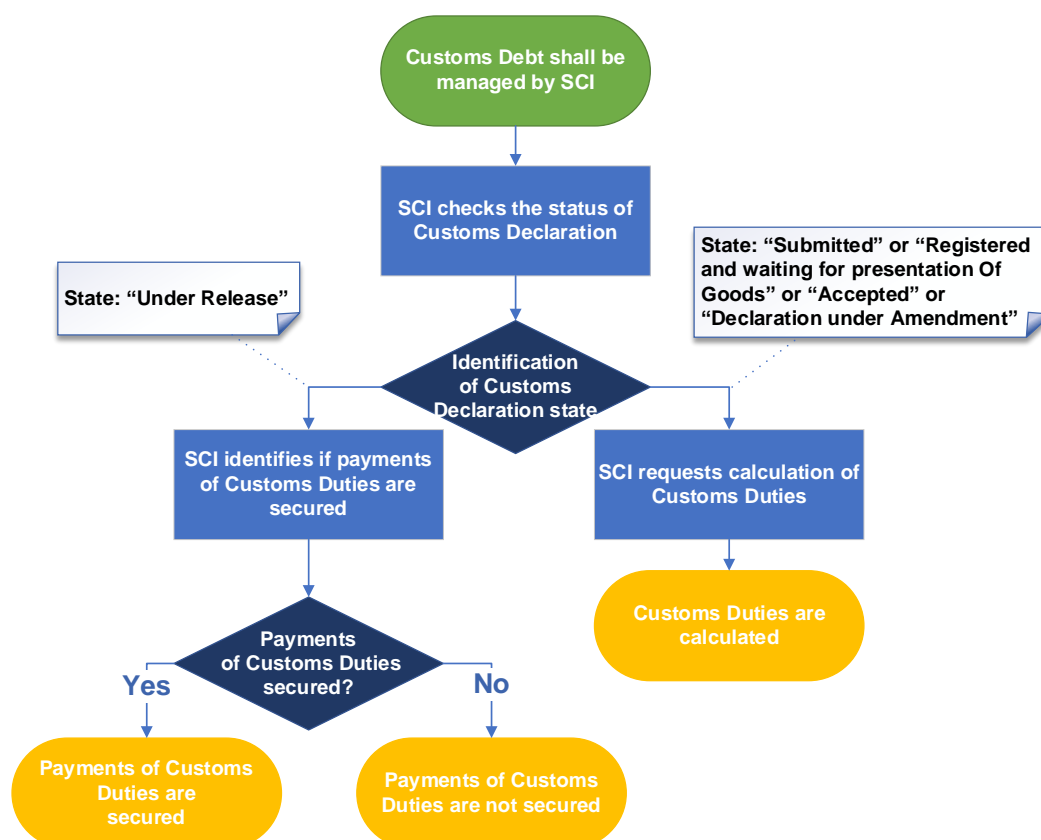 Customs Debt shall be
managed by SCI
SCI checks the status of
Customs Declaration
State: “Submitted” or “Registered
and waiting for presentation Of
Goods” or “Accepted” or
“Declaration under Amendment”
State: “Under Release”
Identification
of Customs
Declaration state
SCI identifies if payments
of Customs Duties are
secured
SCI requests calculation of
Customs Duties
Customs Duties are
calculated
Payments
of Customs Duties
secured?
Yes
No
Payments of Customs
Duties are
secured
Payments of Customs
Duties are not secured